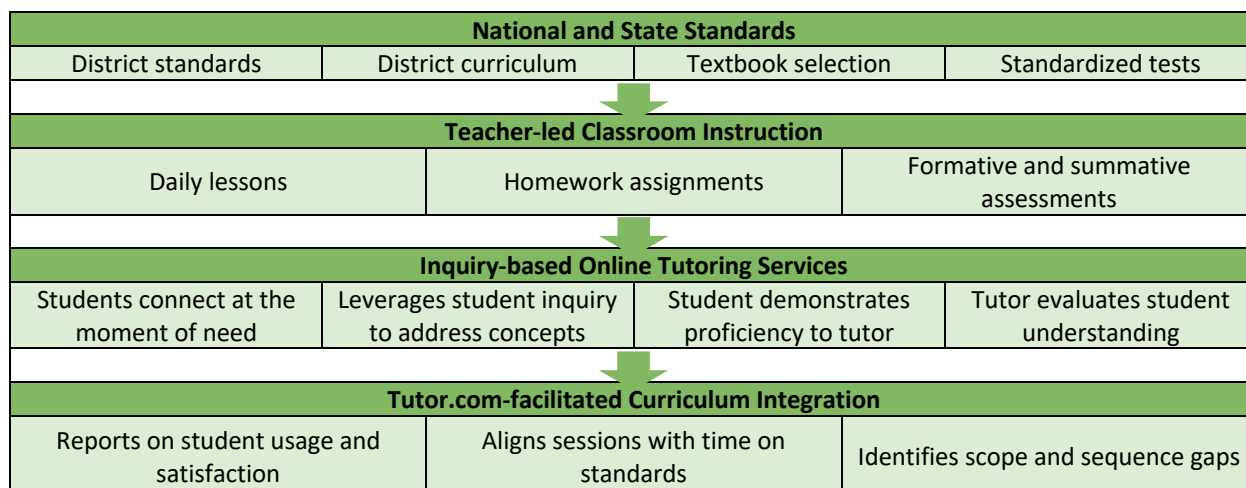 National and State Standards
District standards
District curriculum
Textbook selection
Standardized tests
Teacher-led Classroom Instruction
Daily lessons
Homework assignments
Formative and summative
assessments
Inquiry-based Online Tutoring Services
Students connect at the
moment of need
Leverages student inquiry
to address concepts
Student demonstrates
proficiency to tutor
Tutor evaluates student
understanding
Tutor.com-facilitated Curriculum Integration
Reports on student usage and
satisfaction
Aligns sessions with time on
standards
Identifies scope and sequence gaps